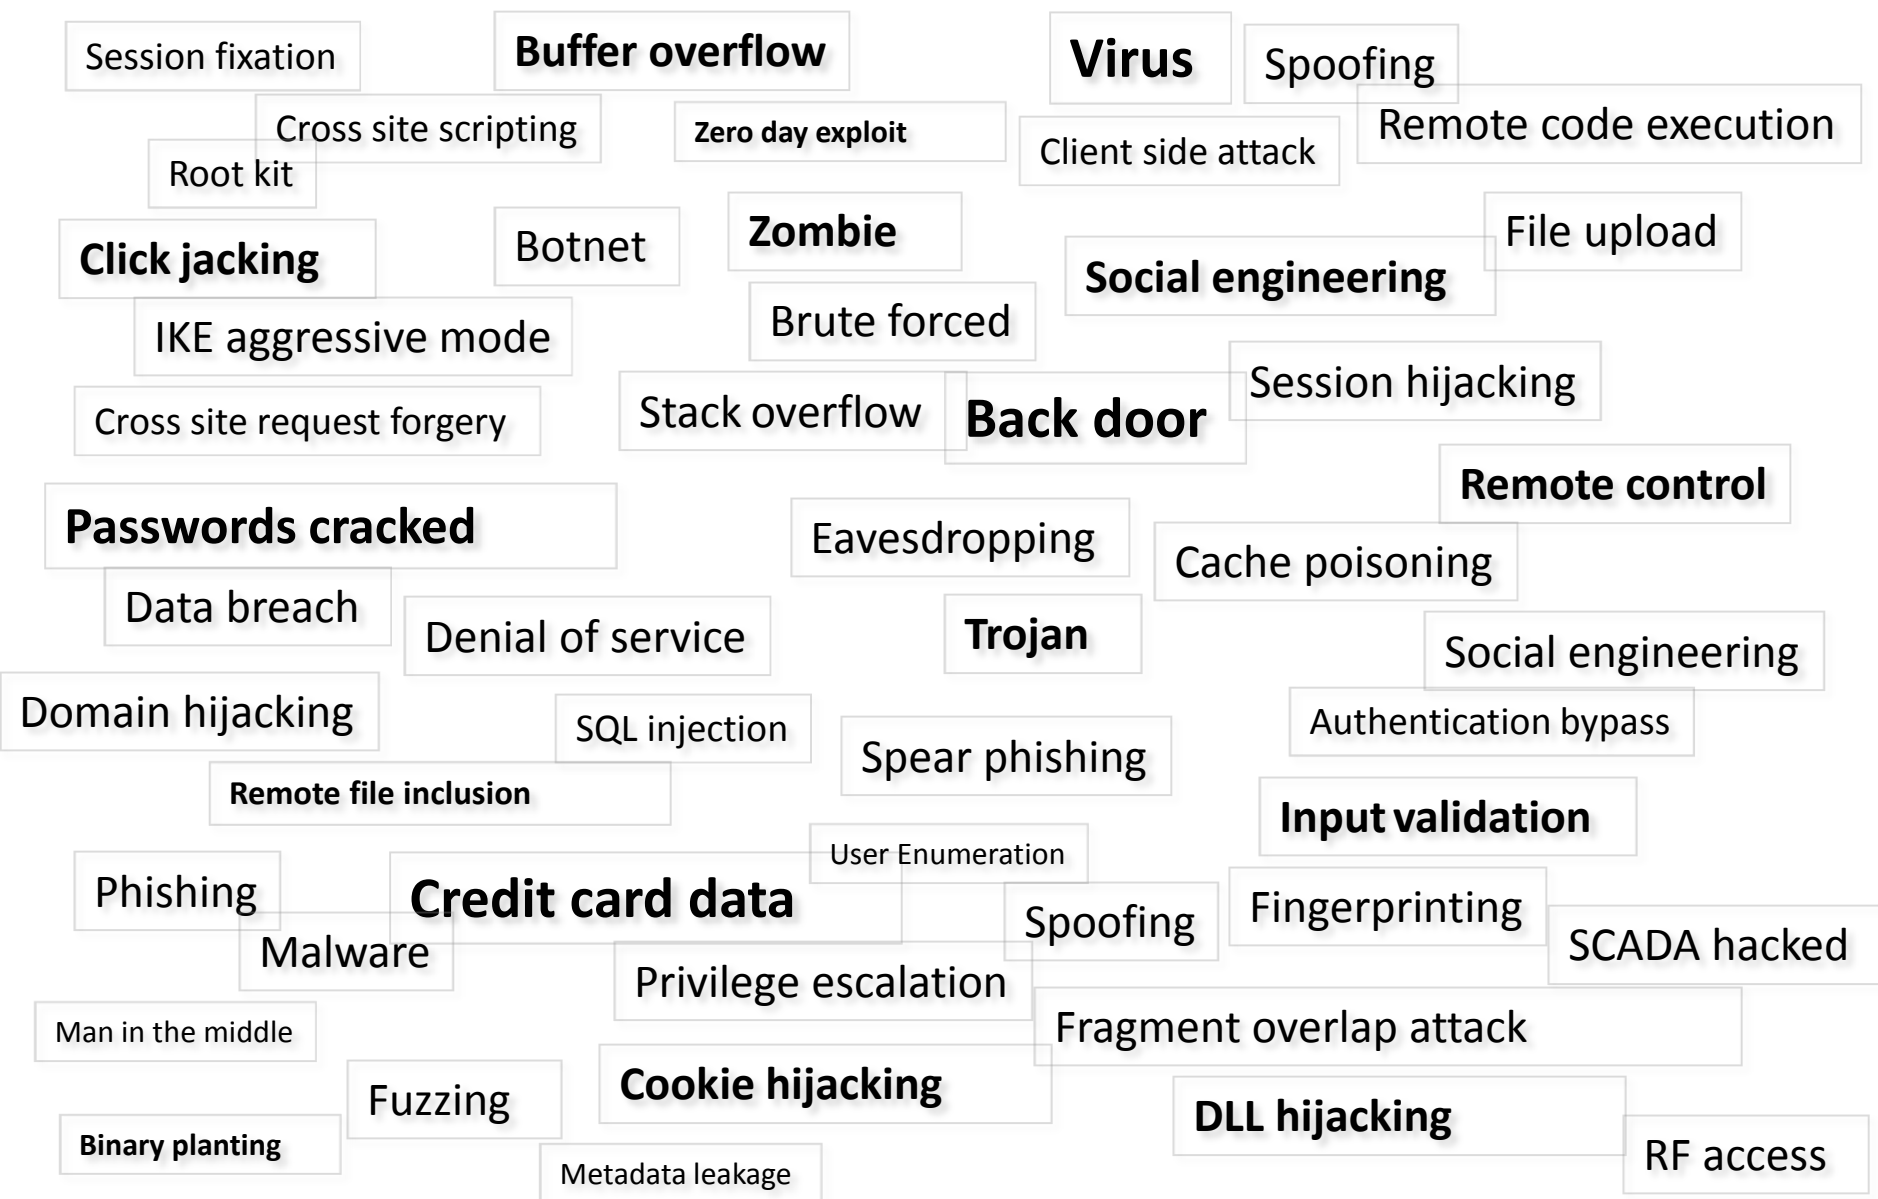 Session fixation
Buffer overflow
Virus
Spoofing
Cross site scripting
Zero day exploit
Client side attack
Remote code execution
Root kit
Click jacking
Botnet
Zombie
Social engineering
File upload
IKE aggressive mode
Brute forced
Cross site request forgery
Stack overflow
Back door
Session hijacking
Remote control
Passwords cracked
Eavesdropping
Cache poisoning
Data breach
Denial of service
Trojan
Social engineering
Domain hijacking
SQL injection
Spear phishing
Authentication bypass
Remote file inclusion
Input validation
User Enumeration
Phishing
Credit card data
Spoofing
Fingerprinting
SCADA hacked
Malware
Privilege escalation
Man in the middle
Fragment overlap attack
Fuzzing
Cookie hijacking
DLL hijacking
Binary planting
Metadata leakage
RF access